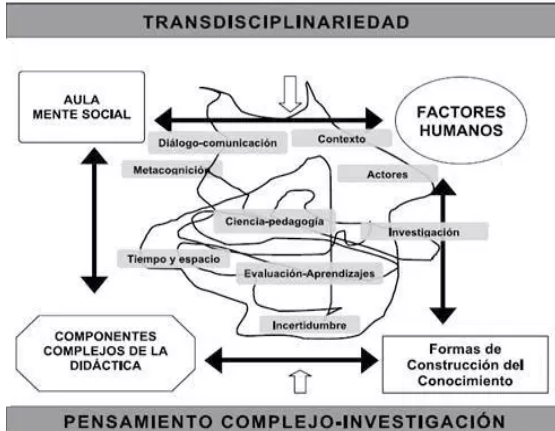 TRANSDISCIPLINARIEDAD
AULA
MENTE SOCIAL
FACTORES
HUMANOS
Diálogo-comunicación
Contexto
Metacognición
Actores
Ciencia-pedagogía
Investigación
Tiempo y espacio
Evaluación-Aprendizajes
Incertidumbre
COMPONENTES
COMPLEJOS DE LA
DIDÁCTICA
Formas de
Construcción del
Conocimiento
PENSAMIENTO COMPLEJO-INVESTIGACIÓN